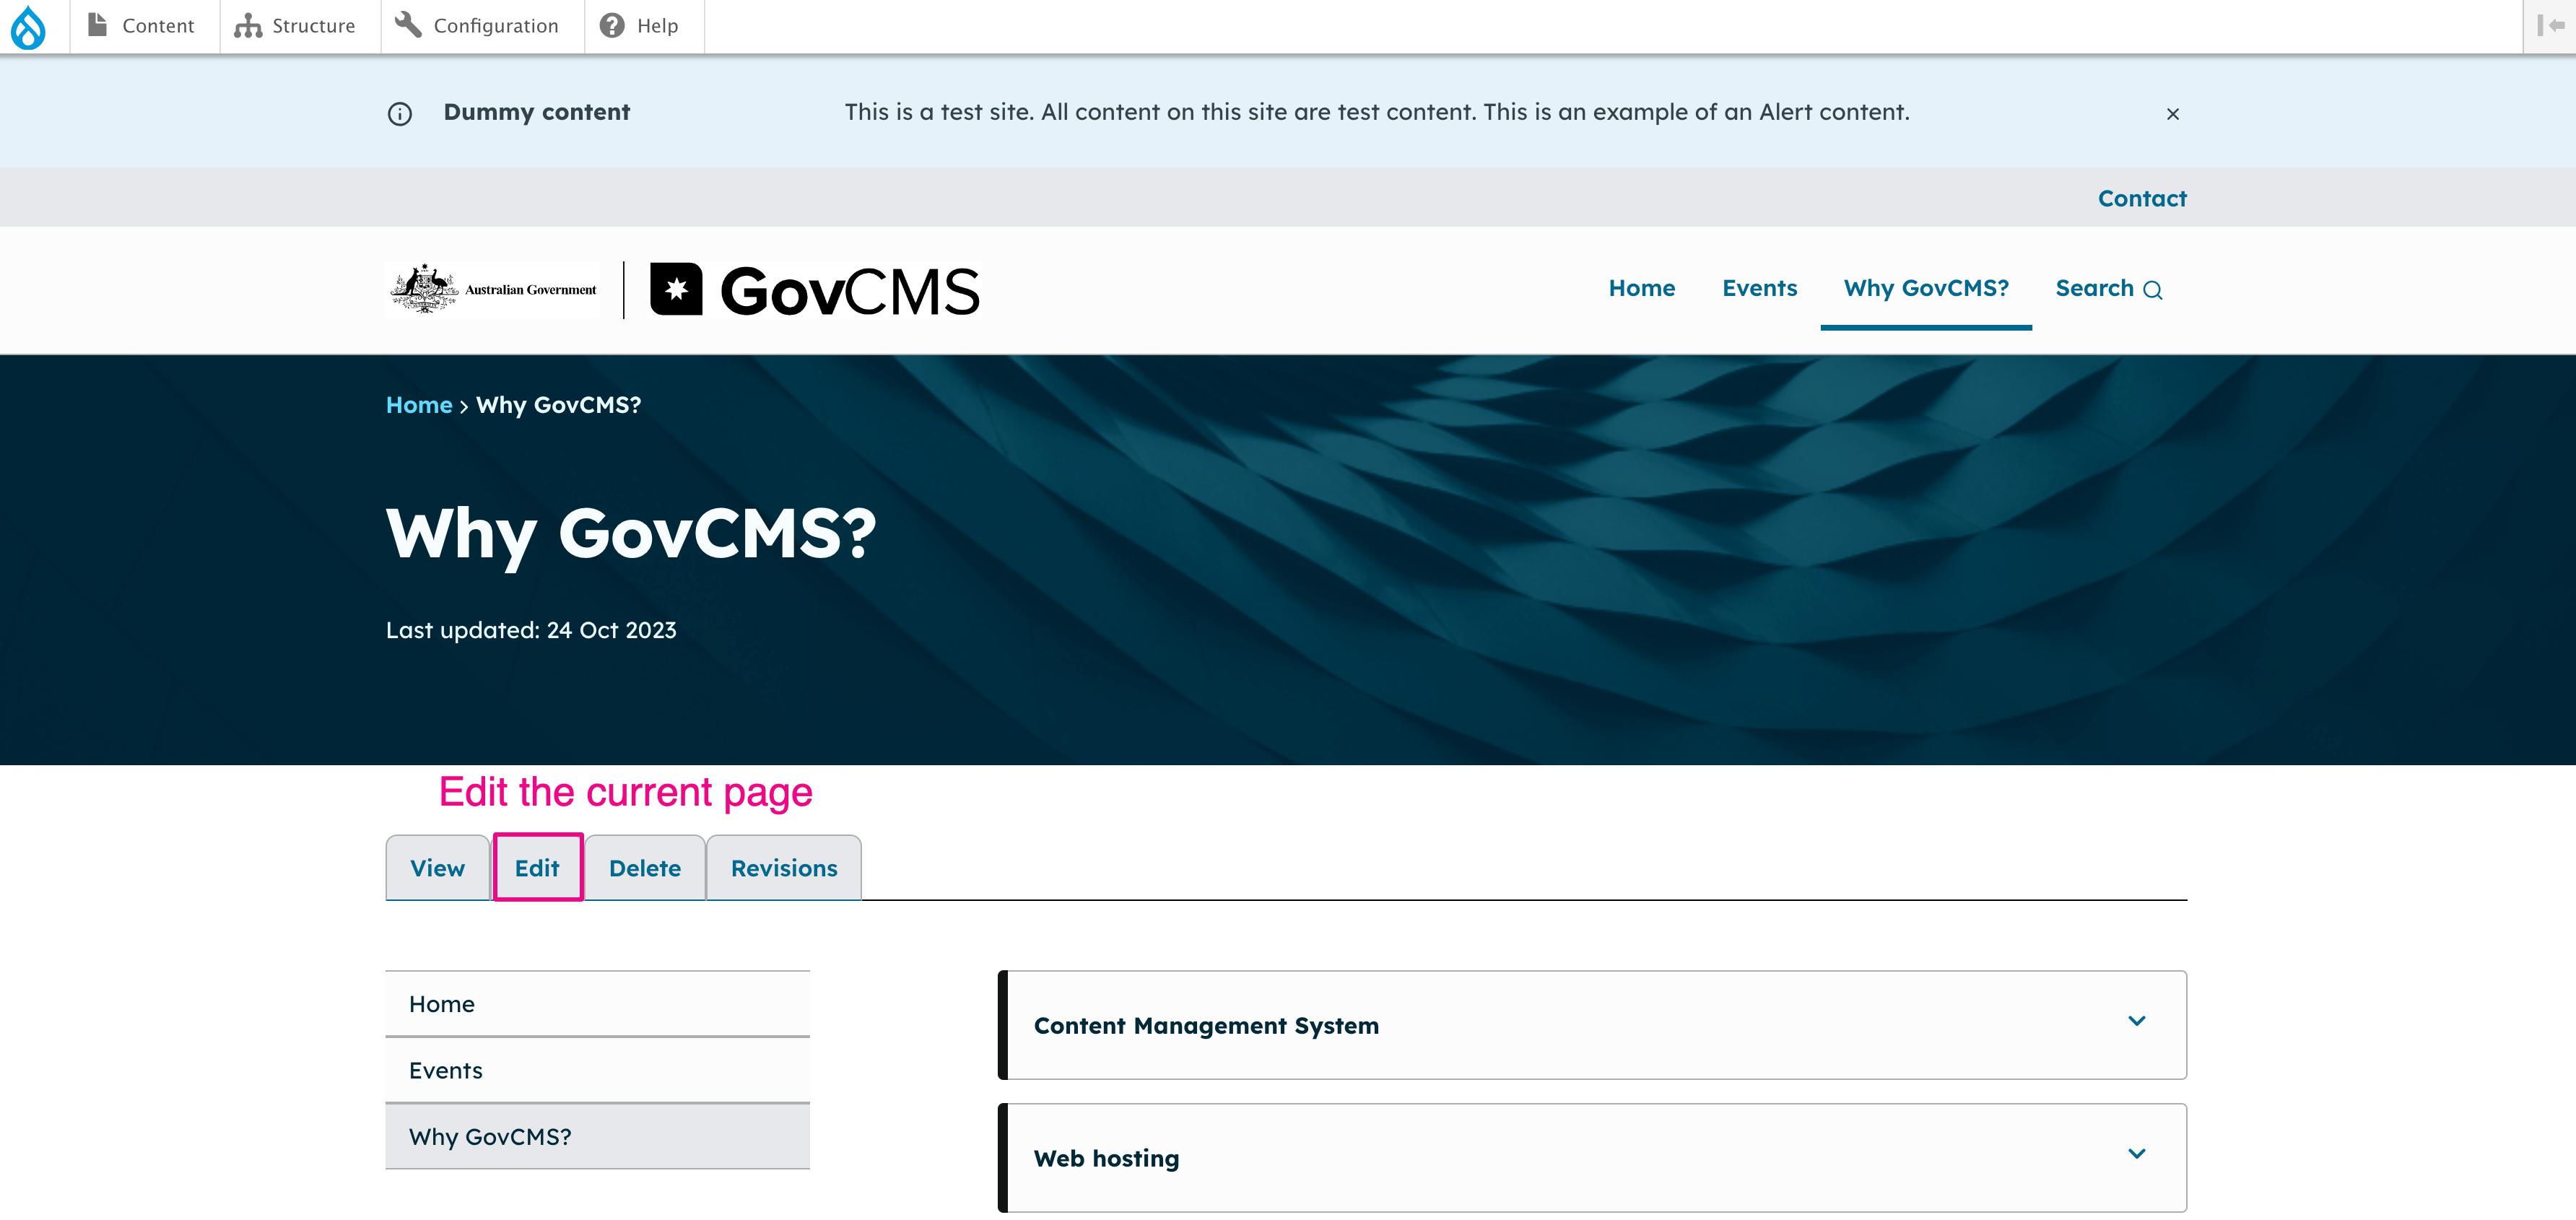 Content Structure Configuration Help
Dummy content This is a test site. All content on this site are test content. This is an example of an Alert content.
Contact
Australian Government GovCMS Home Events Why GovCMS? Search
Home > Why GovCMS?
Why GovCMS?
Last updated: 24 Oct 2023
Edit the current page
View Edit Delete Revisions
Home
Events
Why GovCMS?
Content Management System
Web hosting